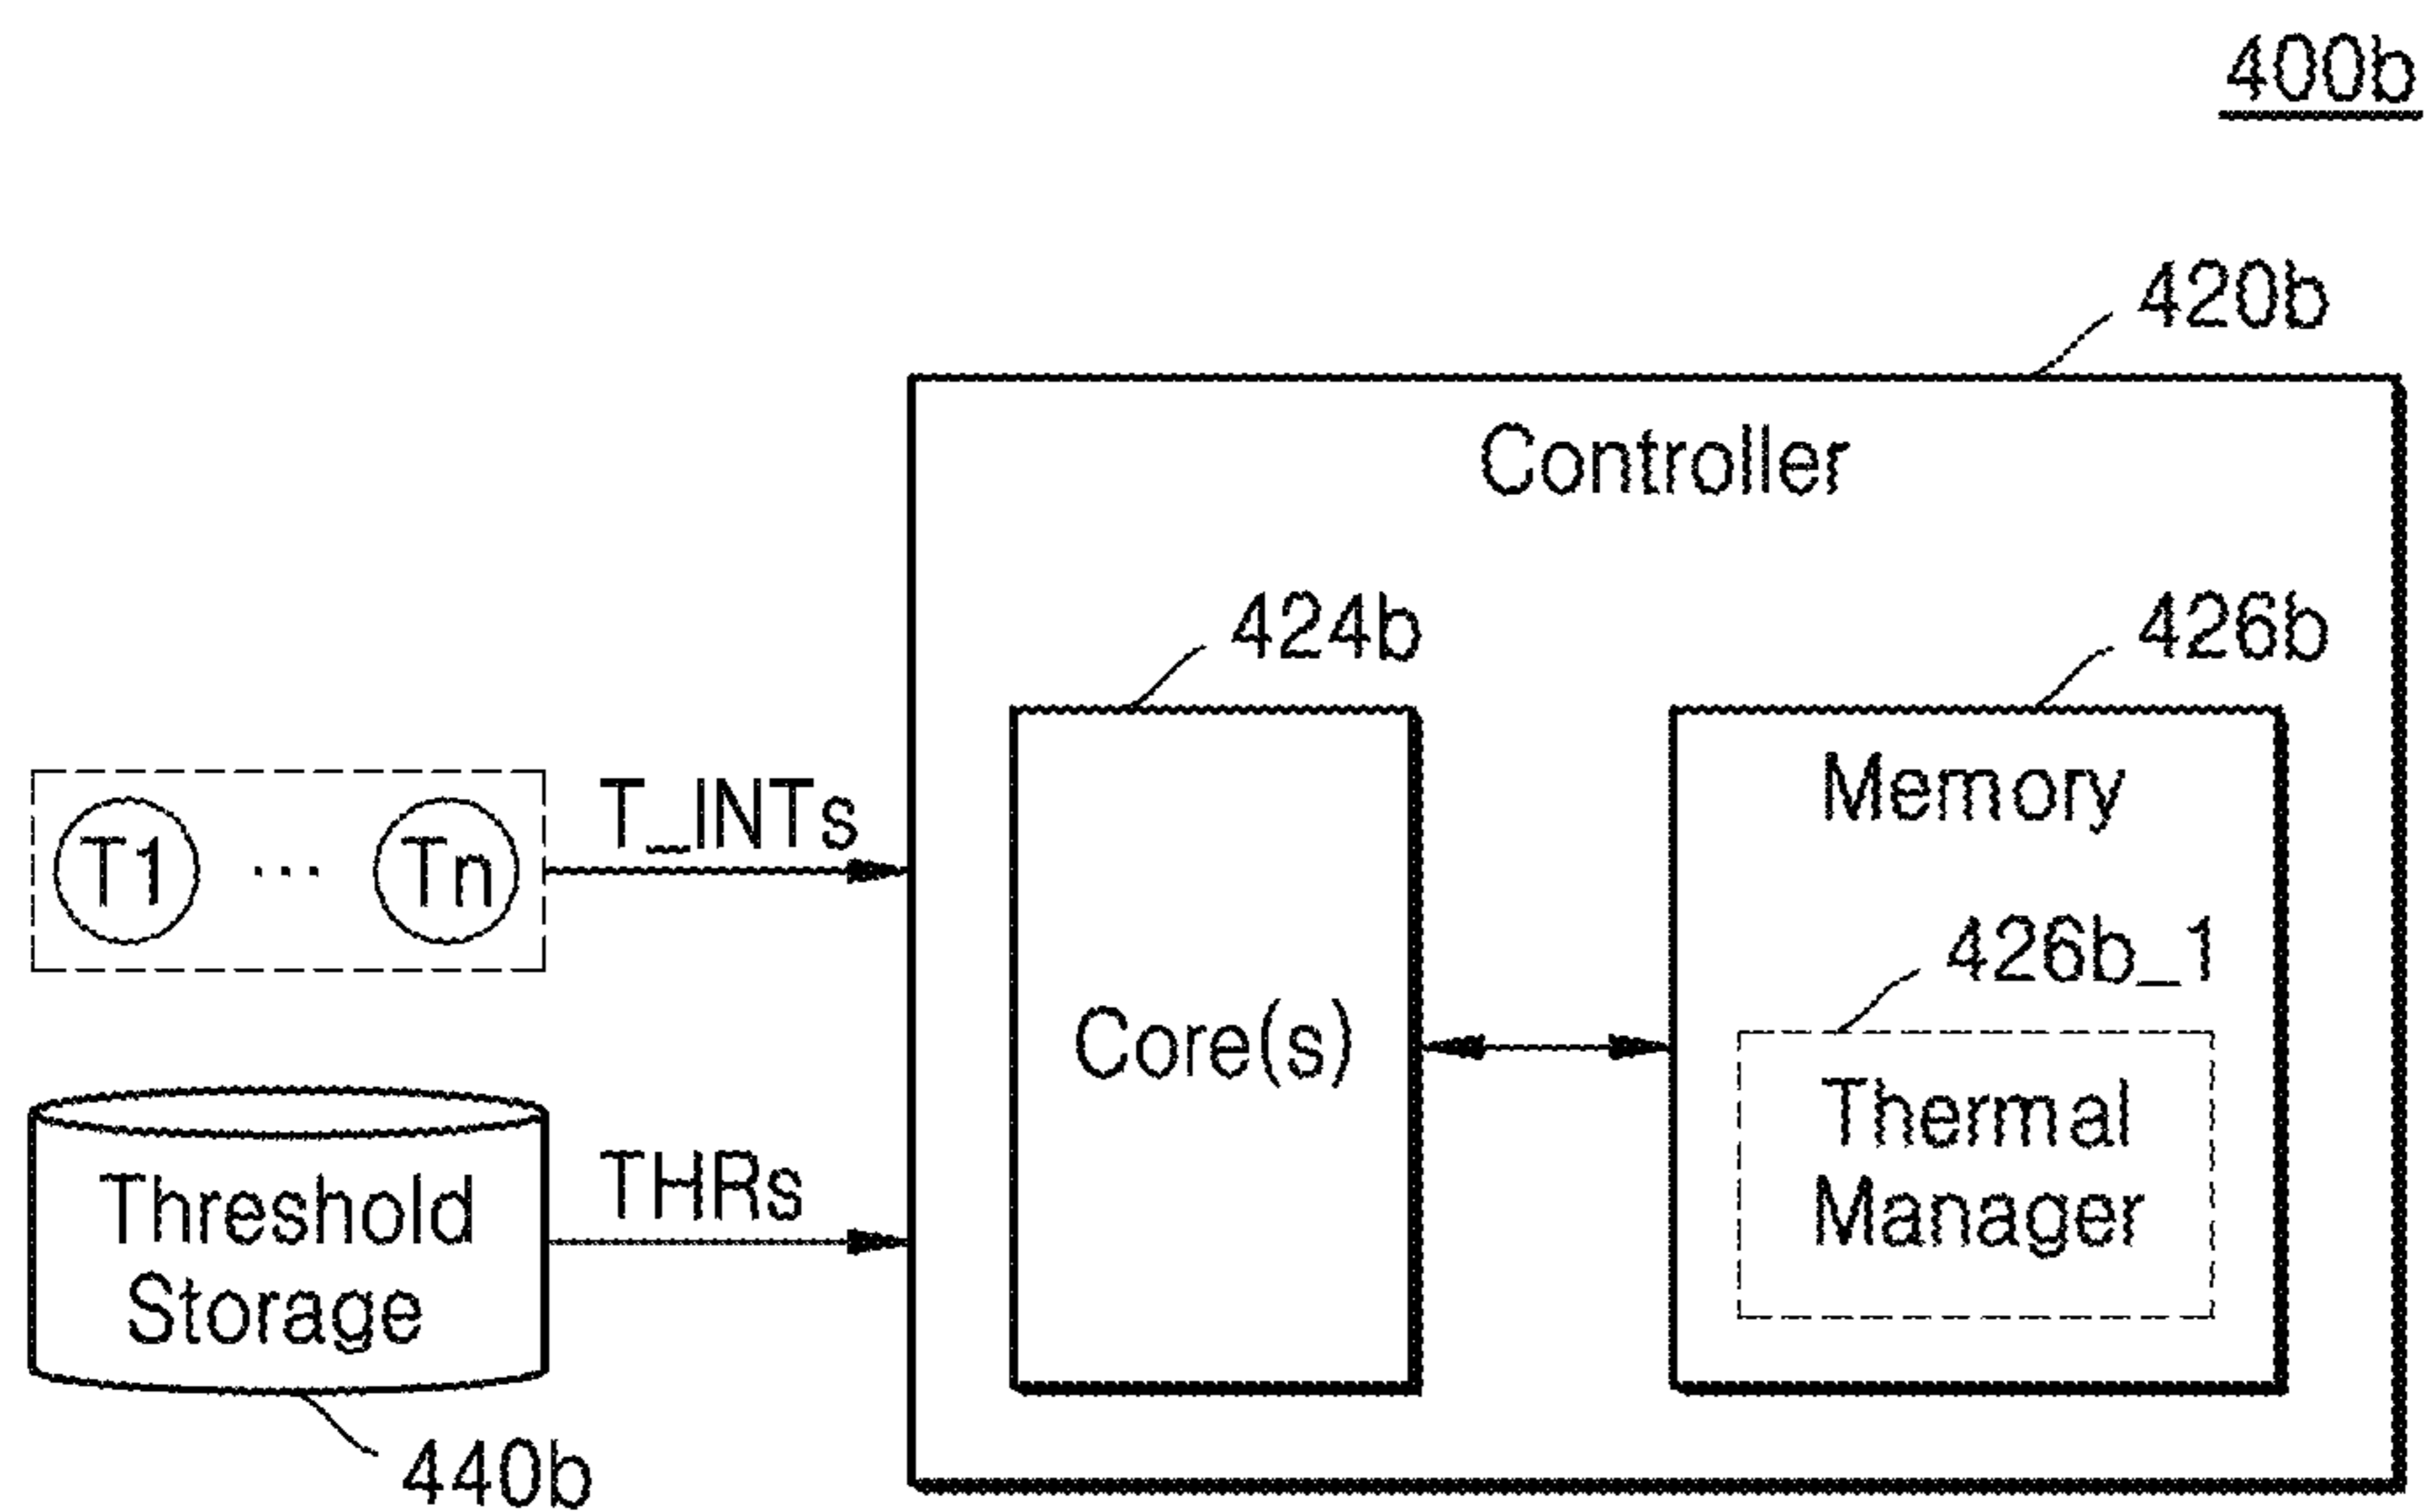 400b
420b
Controller
424b
426b
Memory
T_INTs
T1 ... Tn
426b_1
Core(s)
Thermal
Manager
THRs
Threshold
Storage
440b